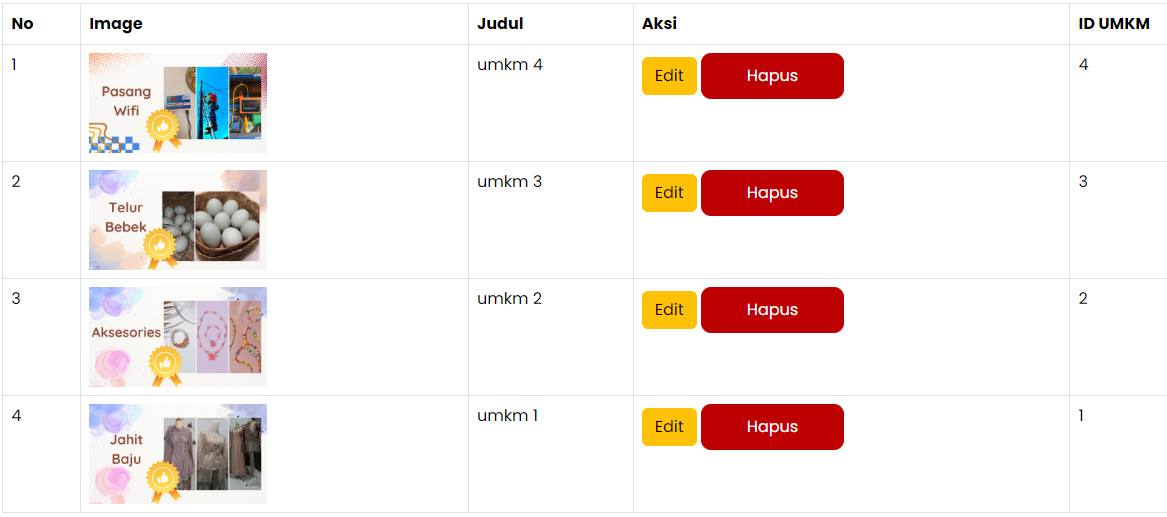 No Image Judul Aksi ID UMKM
1 Pasang Wifi umkm 4 Edit Hapus 4
2 Telur Bebek umkm 3 Edit Hapus 3
3 Aksesories umkm 2 Edit Hapus 2
4 Jahit Baju umkm 1 Edit Hapus 1